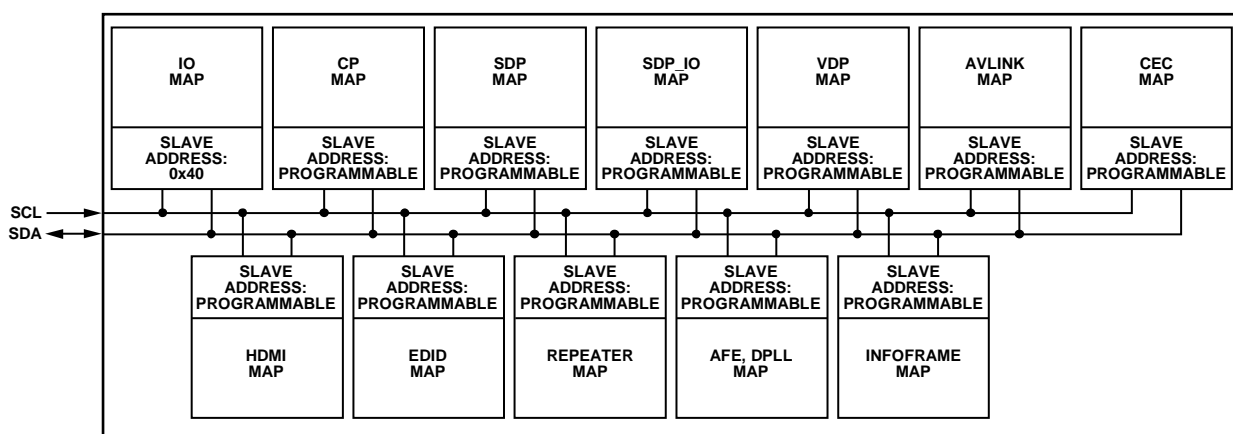 IO
MAP
CP
MAP
SDP
MAP
SDP_IO
MAP
VDP
MAP
AVLINK
MAP
CEC
MAP
SLAVE
ADDRESS:
0x40
SLAVE
ADDRESS:
PROGRAMMABLE
SLAVE
ADDRESS:
PROGRAMMABLE
SLAVE
ADDRESS:
PROGRAMMABLE
SLAVE
ADDRESS:
PROGRAMMABLE
SLAVE
ADDRESS:
PROGRAMMABLE
SLAVE
ADDRESS:
PROGRAMMABLE
SCL
SDA
SLAVE
ADDRESS:
PROGRAMMABLE
SLAVE
ADDRESS:
PROGRAMMABLE
SLAVE
ADDRESS:
PROGRAMMABLE
SLAVE
ADDRESS:
PROGRAMMABLE
SLAVE
ADDRESS:
PROGRAMMABLE
HDMI
MAP
EDID
MAP
REPEATER
MAP
AFE, DPLL
MAP
INFOFRAME
MAP